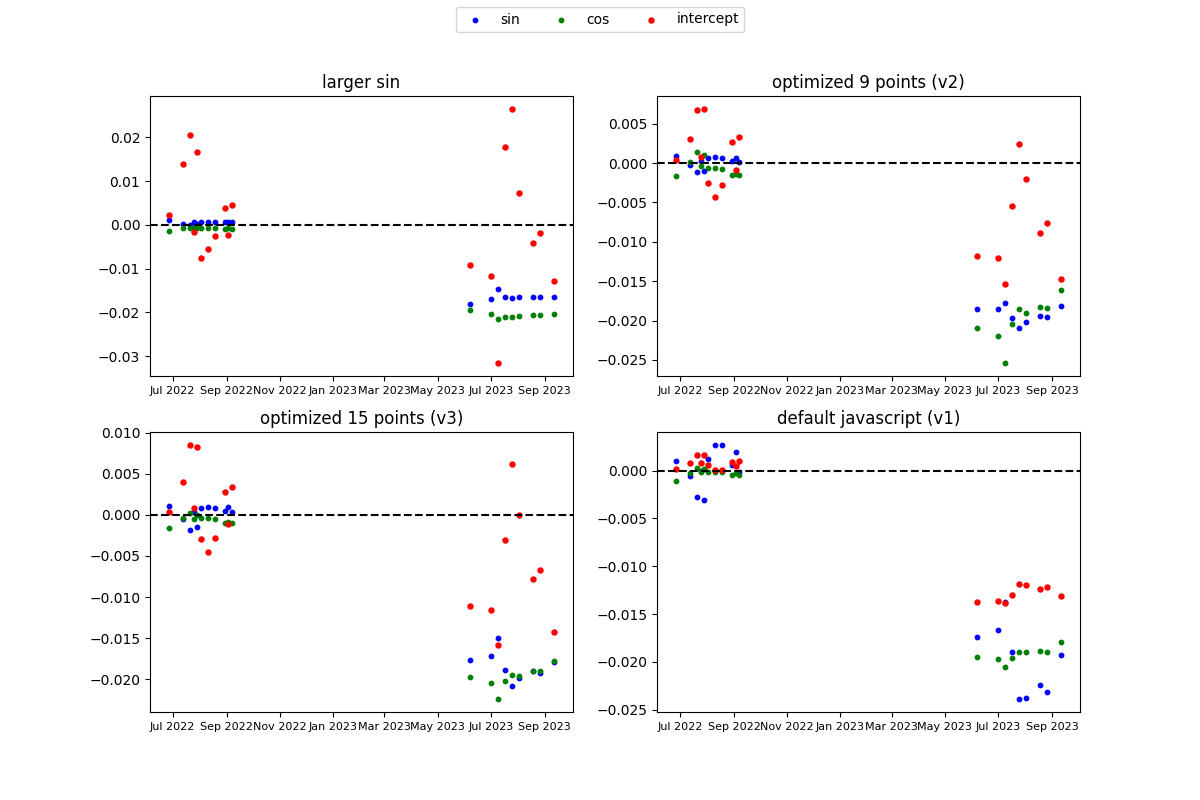 sin cos intercept
larger sin
0.02
0.01
0.00
−0.01
−0.02
−0.03
Jul 2022 Sep 2022 Nov 2022 Jan 2023 Mar 2023 May 2023 Jul 2023 Sep 2023
optimized 9 points (v2)
0.005
0.000
−0.005
−0.010
−0.015
−0.020
−0.025
Jul 2022 Sep 2022 Nov 2022 Jan 2023 Mar 2023 May 2023 Jul 2023 Sep 2023
optimized 15 points (v3)
0.010
0.005
0.000
−0.005
−0.010
−0.015
−0.020
Jul 2022 Sep 2022 Nov 2022 Jan 2023 Mar 2023 May 2023 Jul 2023 Sep 2023
default javascript (v1)
0.000
−0.005
−0.010
−0.015
−0.020
−0.025
Jul 2022 Sep 2022 Nov 2022 Jan 2023 Mar 2023 May 2023 Jul 2023 Sep 2023